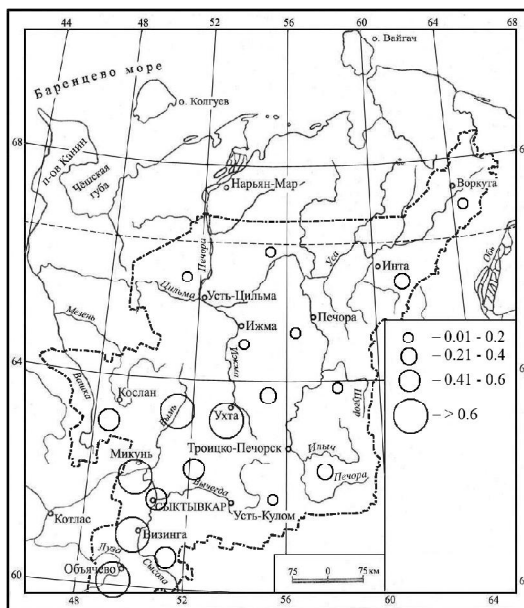 44 48 52 56 60 64 68
о. Вайгач
Баренцево море
о. Колгуев
68
п-ов Канин
Чёшская губа
Нарьян-Мар
Воркута
Печора
Уса
Обь
Инта
Цильма
Усть-Цильма
Мезень
Ижма
Печора
– 0.01 - 0.2
– 0.21 - 0.4
– 0.41 - 0.6
– > 0.6
64
Ижма
Вашка
Кослан
Вымь
Ухта
Щугор
Микунь
Троицко-Печорск
Илыч
Печора
Вычегда
СЫКТЫВКАР
Усть-Кулом
Котлас
Визинга
Луза
Объячево
Сысола
60
75 0 75 км
48 52 56 60